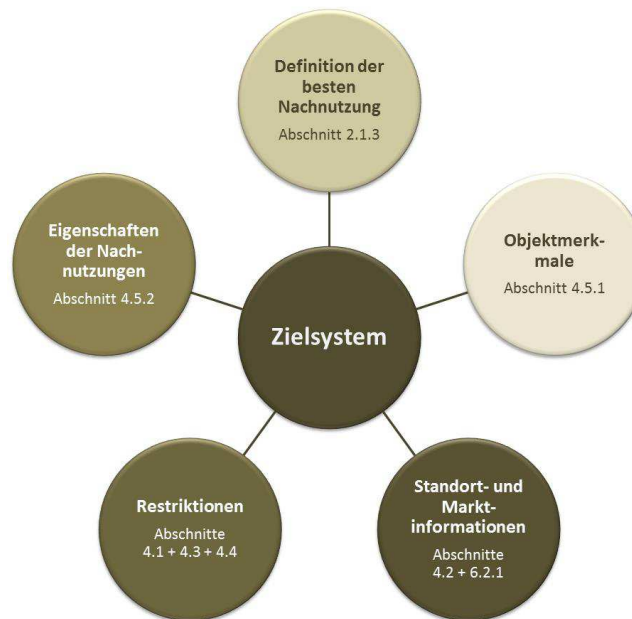 Definition der
besten
Nachnutzung
Abschnitt 2.1.3
Eigenschaften
der Nach-
nutzungen
Abschnitt 4.5.2
Objektmerk-
male
Abschnitt 4.5.1
Zielsystem
Restriktionen
Abschnitte
4.1 + 4.3 + 4.4
Standort- und
Markt-
informationen
Abschnitte
4.2 + 6.2.1